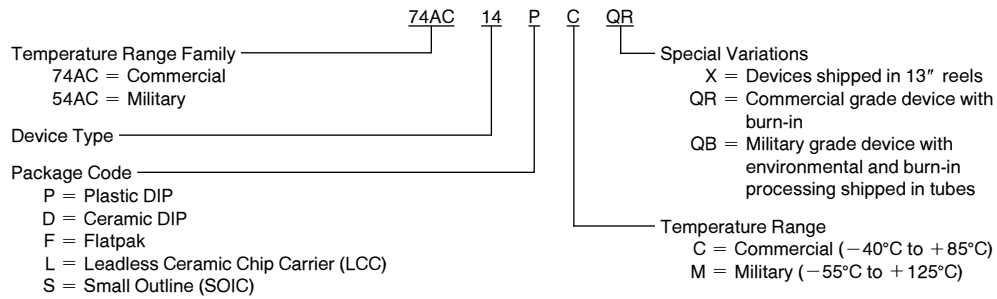 74AC 14 P C QR
Temperature Range Family
74AC = Commercial
54AC = Military
Device Type
Package Code
P = Plastic DIP
D = Ceramic DIP
F = Flatpak
L = Leadless Ceramic Chip Carrier (LCC)
S = Small Outline (SOIC)
Special Variations
X = Devices shipped in 13″ reels
QR = Commercial grade device with
burn-in
QB = Military grade device with
environmental and burn-in
processing shipped in tubes
Temperature Range
C = Commercial (−40°C to +85°C)
M = Military (−55°C to +125°C)